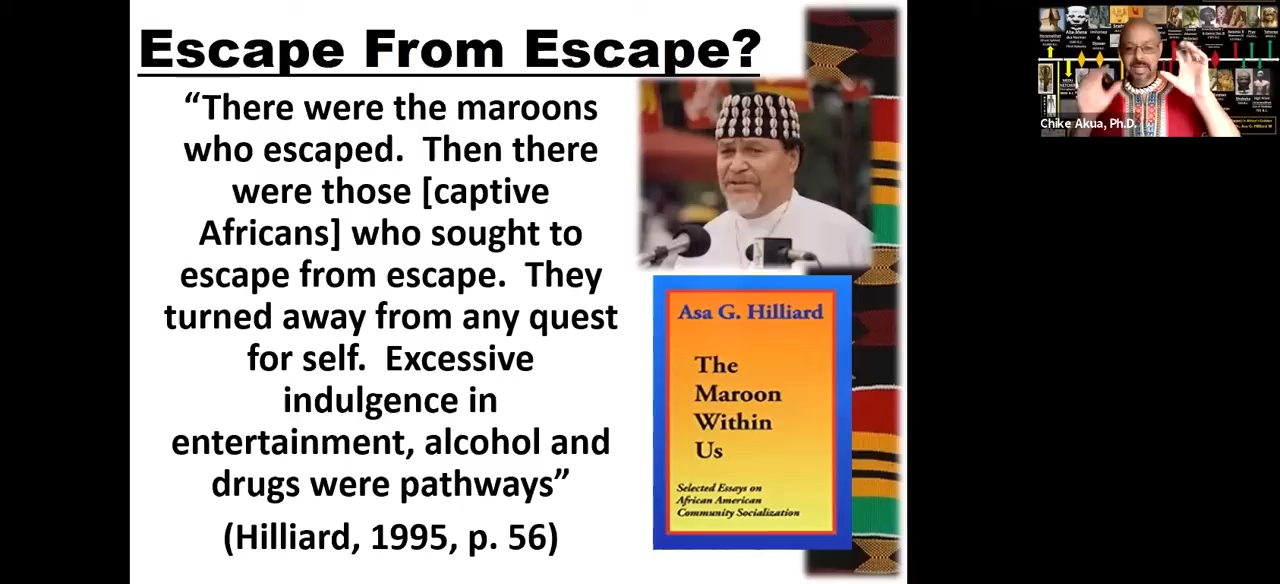 Escape From Escape?
“There were the maroons
who escaped. Then there
were those [captive
Africans] who sought to
escape from escape. They
turned away from any quest
for self. Excessive
indulgence in
entertainment, alcohol and
drugs were pathways”
(Hilliard, 1995, p. 56)
Asa G. Hilliard
The
Maroon
Within
Us
Selected Essays on
African American
Community Socialization
Chike Akua, Ph.D.